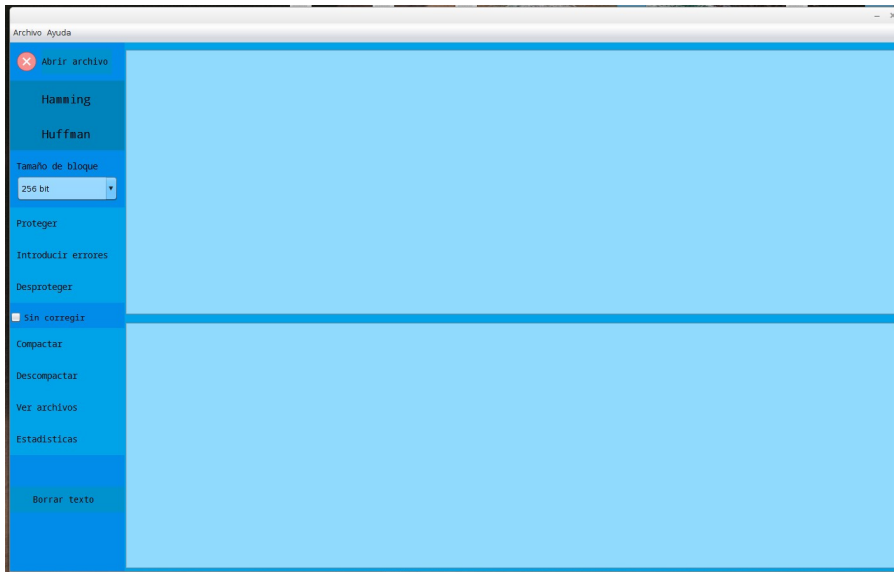 Archivo Ayuda
Abrir archivo
Hamming
Huffman
Tamaño de bloque
256 bit
Proteger
Introducir errores
Desproteger
Sin corregir
Compactar
Descompactar
Ver archivos
Estadisticas
Borrar texto